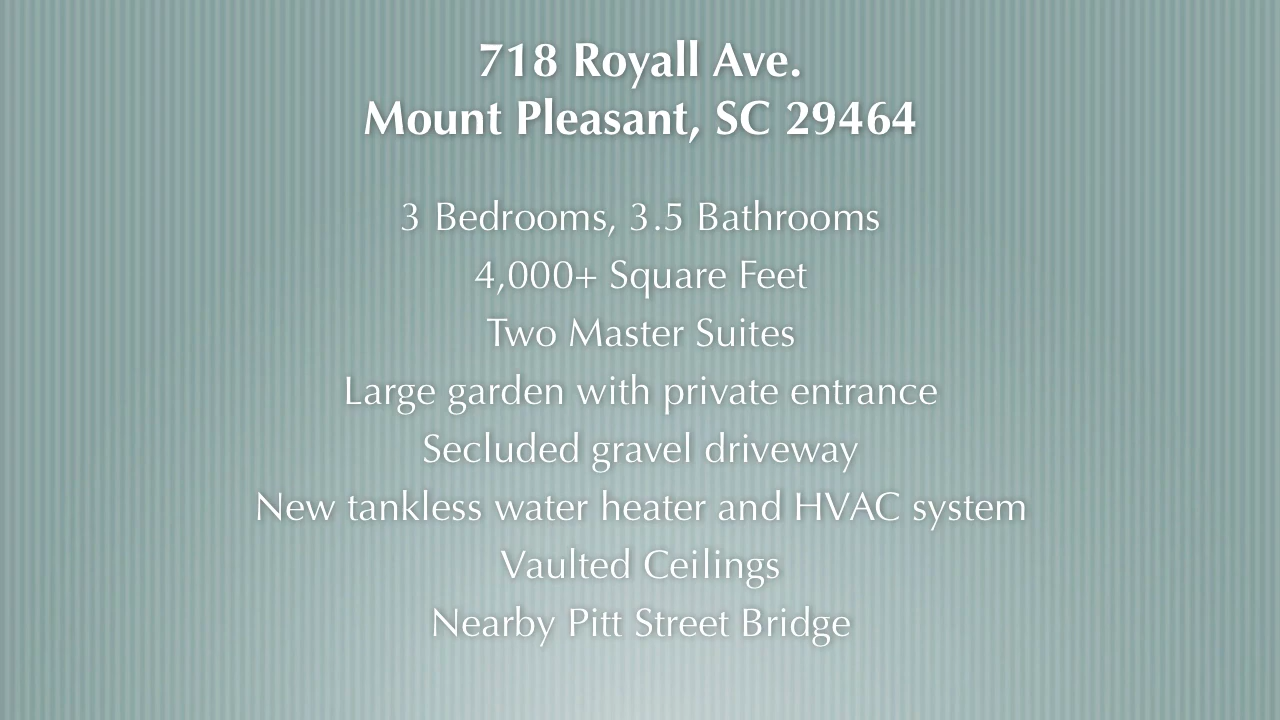 718 Royall Ave.
Mount Pleasant, SC 29464
3 Bedrooms, 3.5 Bathrooms
4,000+ Square Feet
Two Master Suites
Large garden with private entrance
Secluded gravel driveway
New tankless water heater and HVAC system
Vaulted Ceilings
Nearby Pitt Street Bridge